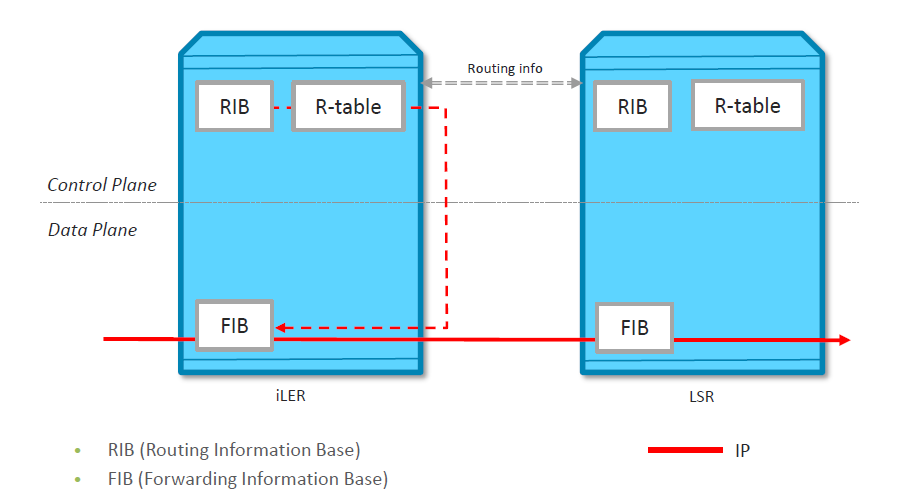 Routing info
RIB
R-table
RIB
R-table
Control Plane
Data Plane
FIB
FIB
iLER
LSR
• RIB (Routing Information Base)
IP
• FIB (Forwarding Information Base)